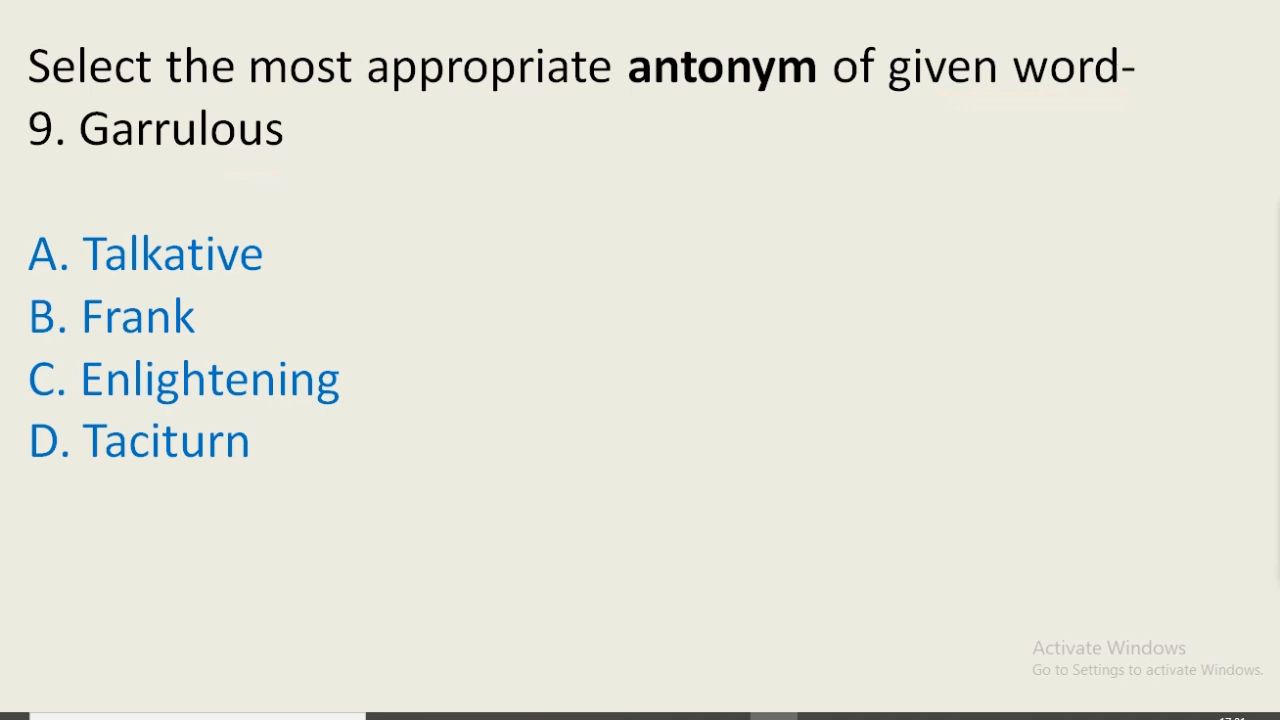 Select the most appropriate antonym of given word-
9. Garrulous
A. Talkative
B. Frank
C. Enlightening
D. Taciturn
Activate Windows
Go to Settings to activate Windows.